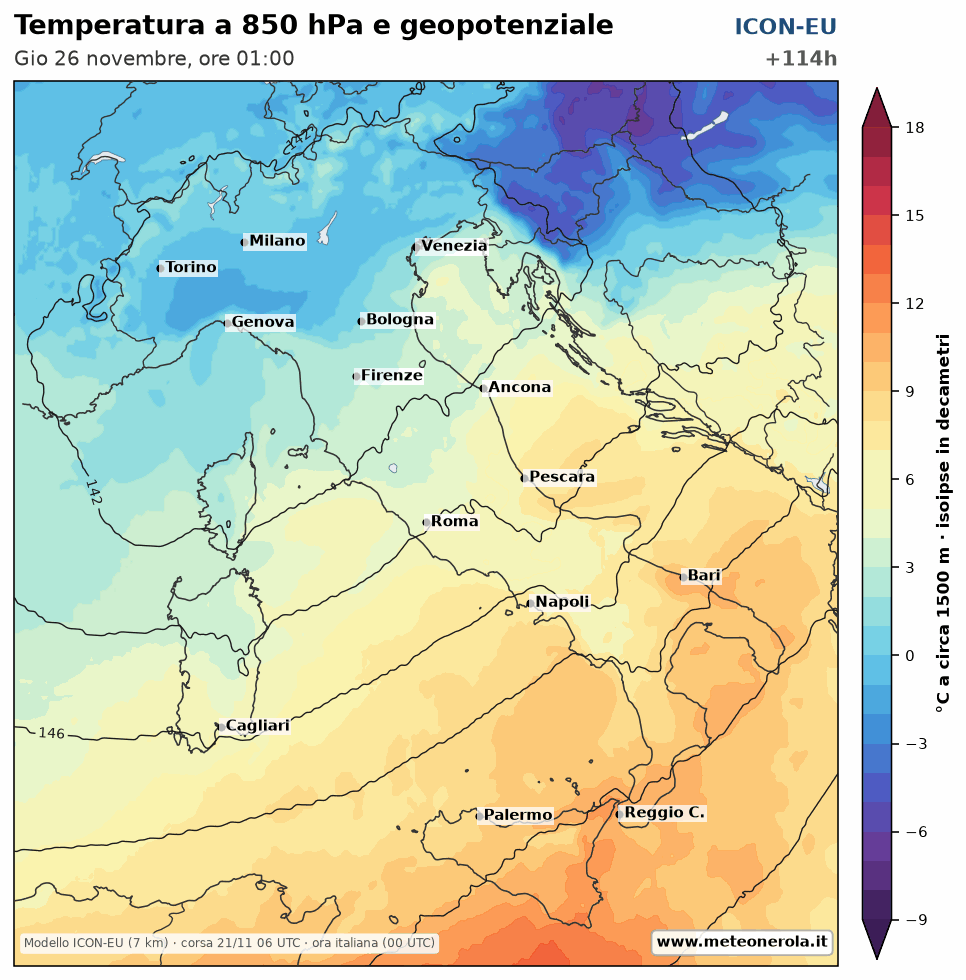 Temperatura a 850 hPa e geopotenziale
ICON-EU
Gio 26 novembre, ore 01:00
+114h
142
Milano
Venezia
Torino
Genova
Bologna
Firenze
Ancona
142
Pescara
Roma
Bari
Napoli
Cagliari
146
Palermo
Reggio C.
Modello ICON-EU (7 km) · corsa 21/11 06 UTC · ora italiana (00 UTC)
www.meteonerola.it
18
15
12
9
6
3
0
−3
−6
−9
°C a circa 1500 m · isoipse in decametri